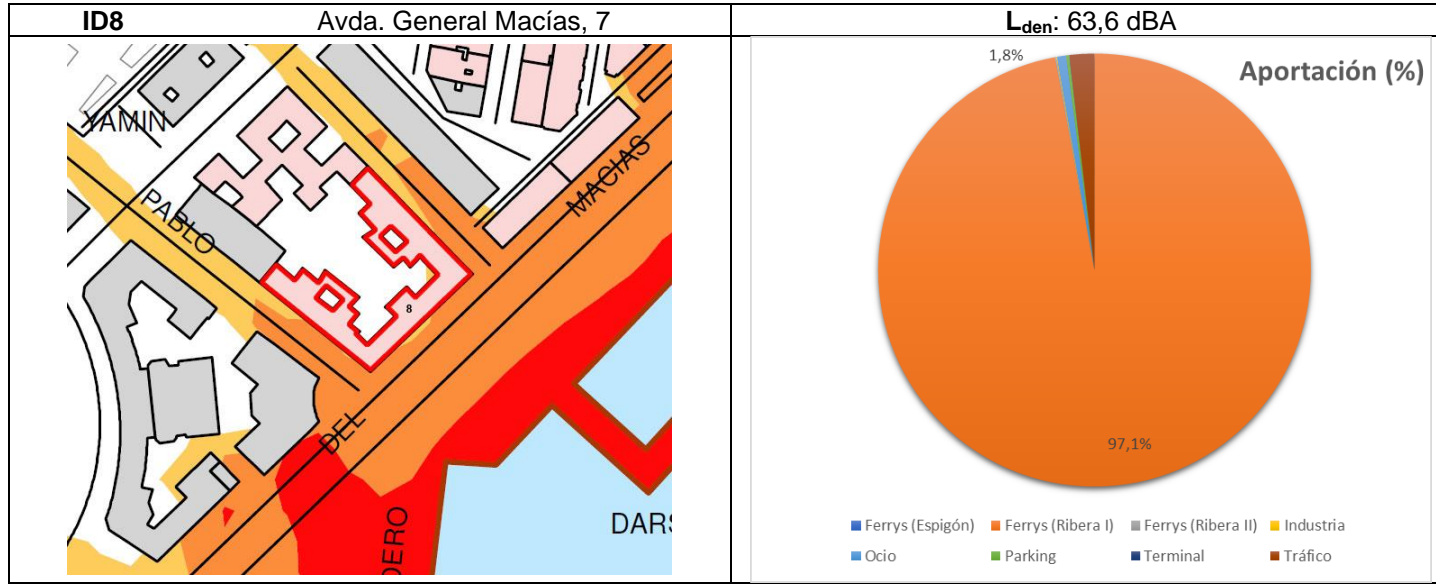 ID8 Avda. General Macías, 7
Lden: 63,6 dBA
YAMIN
PABLO
MACIAS
8
DEL
DERO
DARS
Aportación (%)
1,8%
97,1%
Ferrys (Espigón) Ferrys (Ribera I) Ferrys (Ribera II) Industria
Ocio Parking Terminal Tráfico